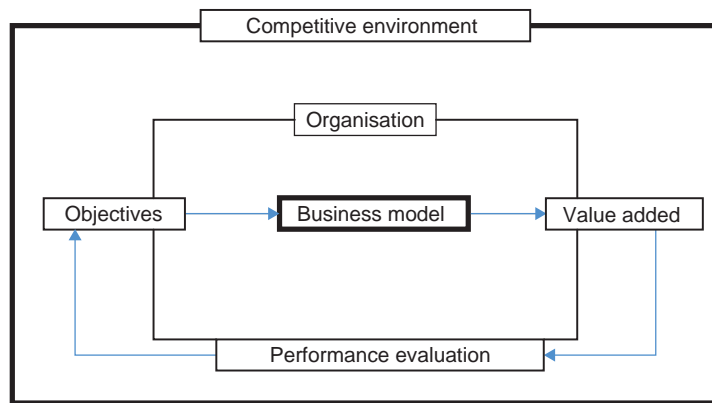 Competitive environment
Organisation
Objectives
Business model
Value added
Performance evaluation